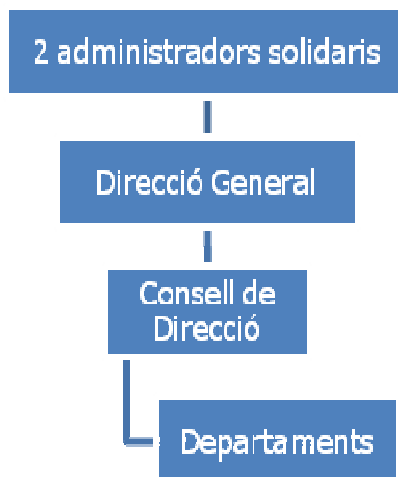 2 administradors solidaris
Direcció General
Consell de
Direcció
Departaments